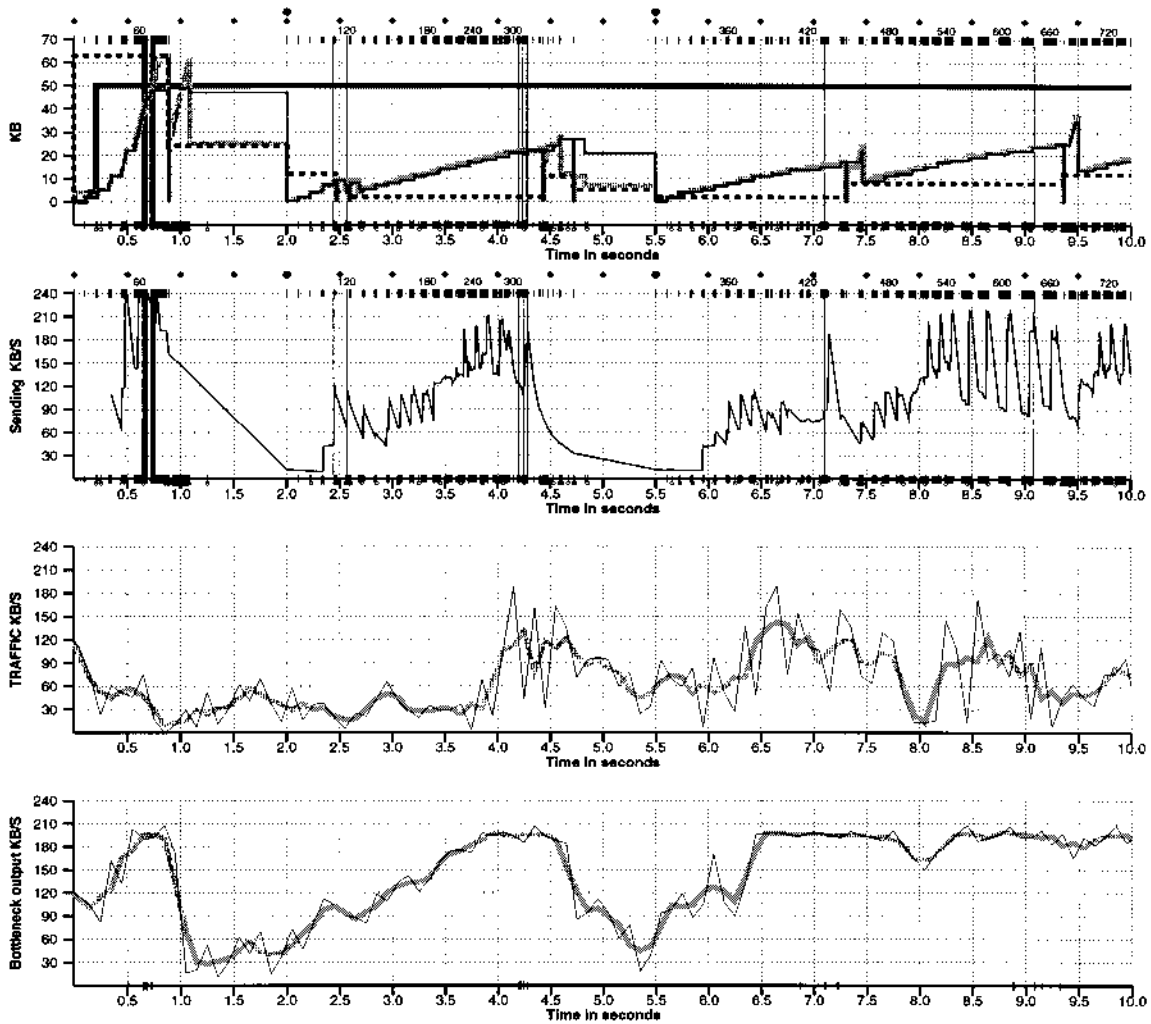 60 120 180 240 300 360 420 480 540 600 660 720
70
60
50
40
30
20
10
0
KB
0.5 1.0 1.5 2.0 2.5 3.0 3.5 4.0 4.5 5.0 5.5 6.0 6.5 7.0 7.5 8.0 8.5 9.0 9.5 10.0
Time in seconds
60 120 180 240 300 360 420 480 540 600 660 720
240
210
180
150
120
90
60
30
Sending KB/S
0.5 1.0 1.5 2.0 2.5 3.0 3.5 4.0 4.5 5.0 5.5 6.0 6.5 7.0 7.5 8.0 8.5 9.0 9.5 10.0
Time in seconds
240
210
180
150
120
90
60
30
TRAFFIC KB/S
0.5 1.0 1.5 2.0 2.5 3.0 3.5 4.0 4.5 5.0 5.5 6.0 6.5 7.0 7.5 8.0 8.5 9.0 9.5 10.0
Time in seconds
240
210
180
150
120
90
60
30
Bottleneck output KB/S
0.5 1.0 1.5 2.0 2.5 3.0 3.5 4.0 4.5 5.0 5.5 6.0 6.5 7.0 7.5 8.0 8.5 9.0 9.5 10.0
Time in seconds